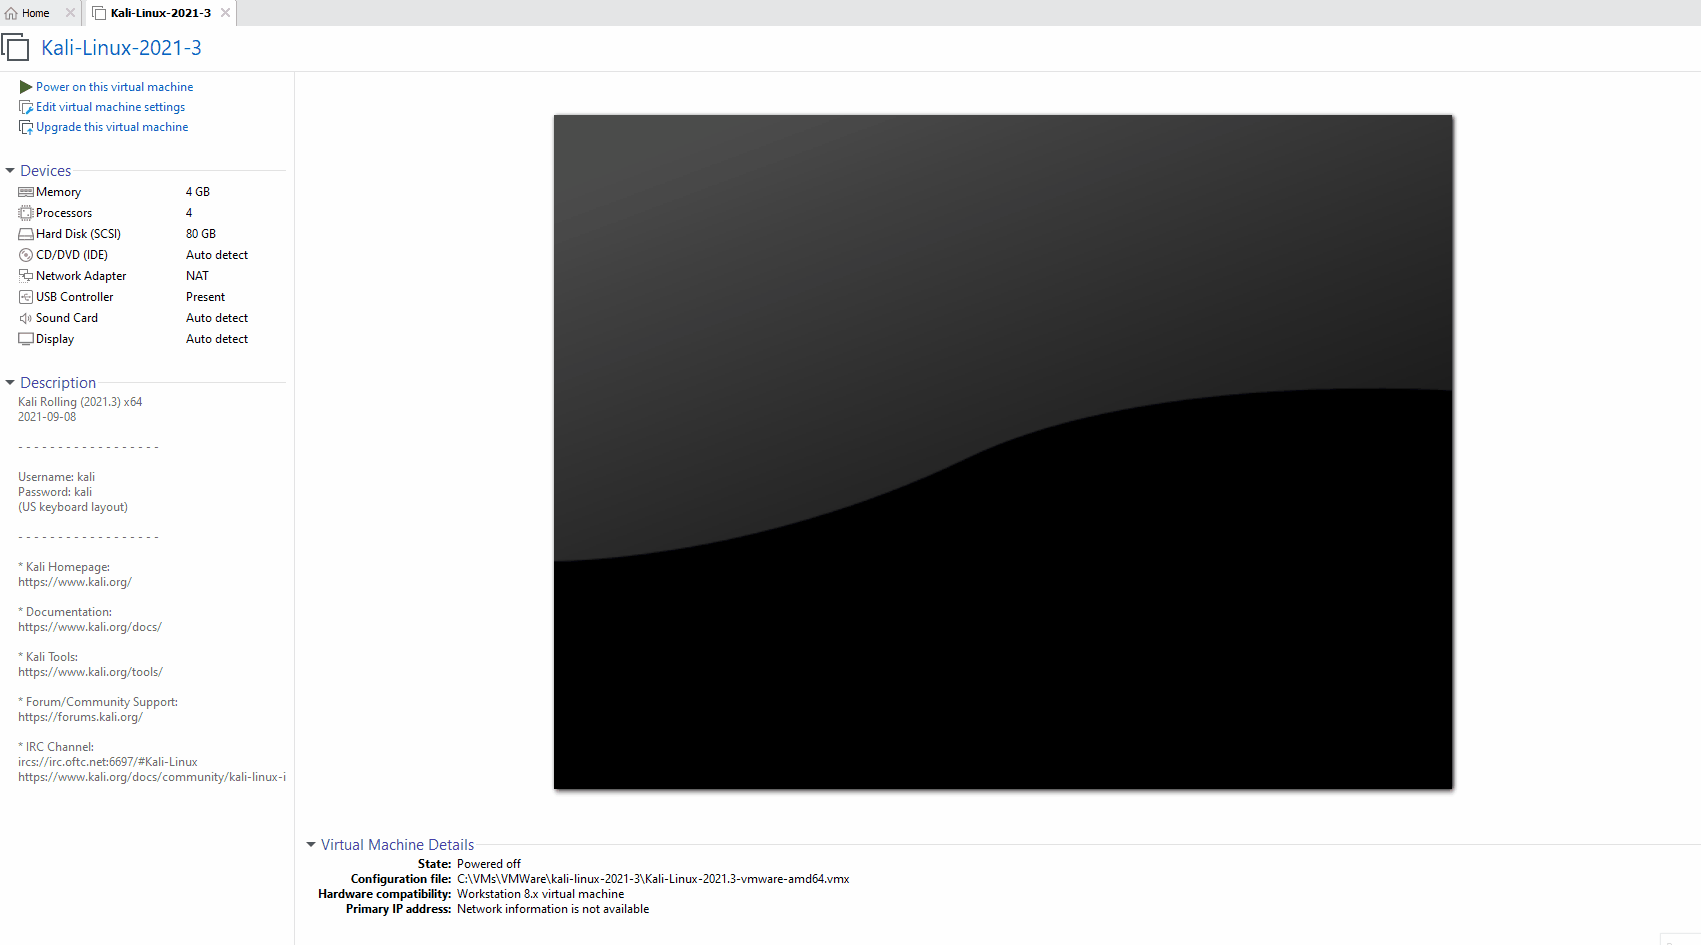 Home
Kali-Linux-2021-3
Kali-Linux-2021-3
Power on this virtual machine
Edit virtual machine settings
Upgrade this virtual machine
Devices
Memory 4 GB
Processors 4
Hard Disk (SCSI) 80 GB
CD/DVD (IDE) Auto detect
Network Adapter NAT
USB Controller Present
Sound Card Auto detect
Display Auto detect
Description
Kali Rolling (2021.3) x64
2021-09-08
- - - - - - - - - - - - - - - - - -
Username: kali
Password: kali
(US keyboard layout)
- - - - - - - - - - - - - - - - - -
* Kali Homepage:
https://www.kali.org/
* Documentation:
https://www.kali.org/docs/
* Kali Tools:
https://www.kali.org/tools/
* Forum/Community Support:
https://forums.kali.org/
* IRC Channel:
ircs://irc.oftc.net:6697/#Kali-Linux
https://www.kali.org/docs/community/kali-linux-i
Virtual Machine Details
State: Powered off
Configuration file: C:\VMs\VMWare\kali-linux-2021-3\Kali-Linux-2021.3-vmware-amd64.vmx
Hardware compatibility: Workstation 8.x virtual machine
Primary IP address: Network information is not available